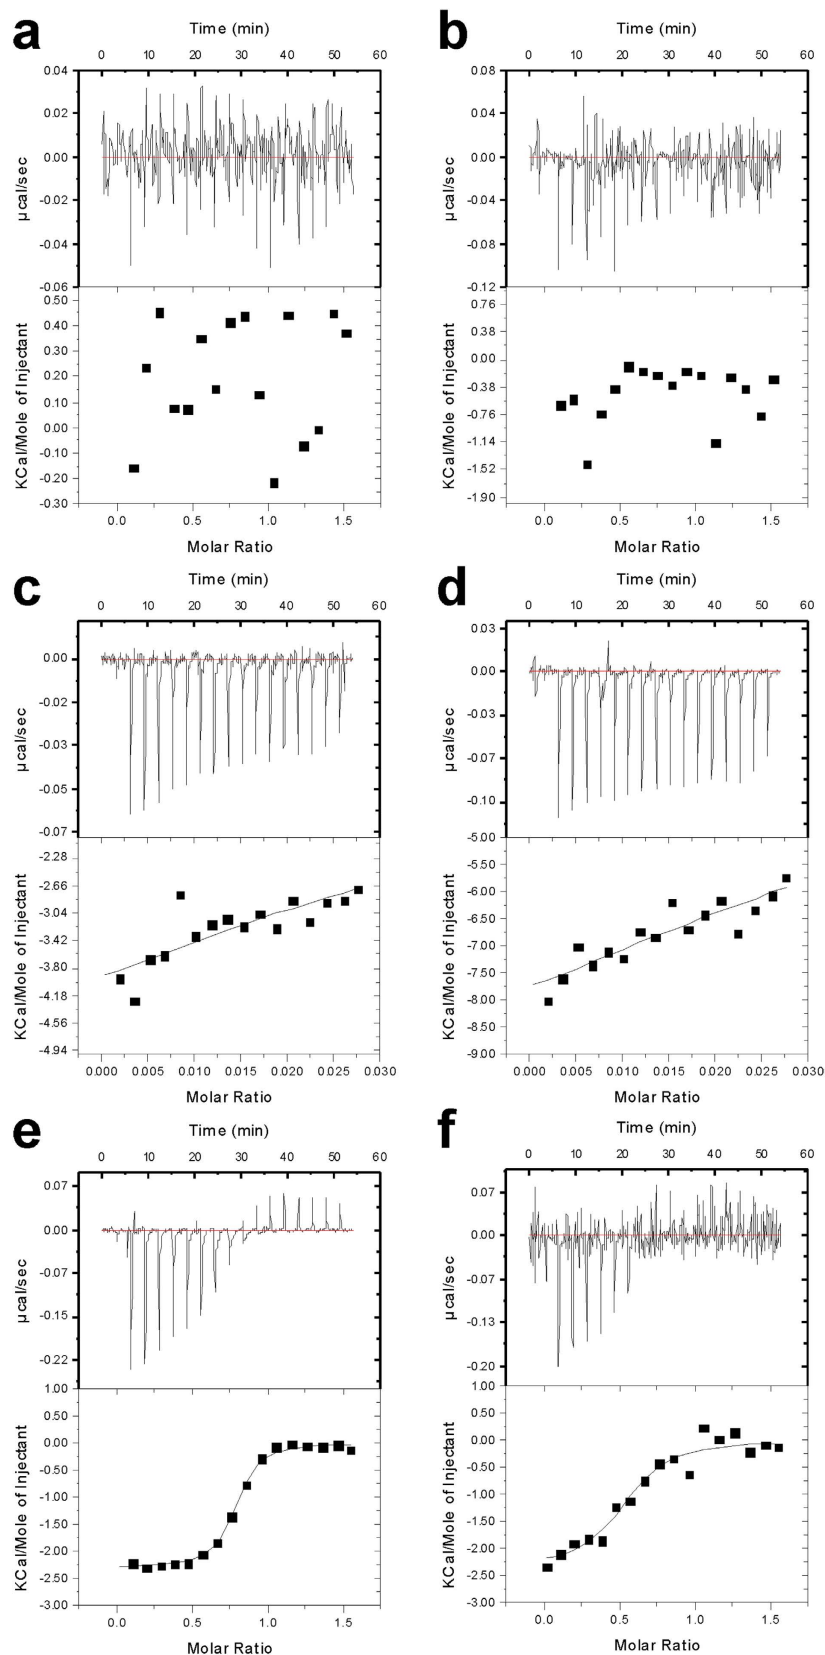 a
Time (min)
0 10 20 30 40 50 60
0.04
0.02
0.00
-0.02
-0.04
-0.06
µcal/sec
0.50
0.40
0.30
0.20
0.10
0.00
-0.10
-0.20
-0.30
KCal/Mole of Injectant
0.0 0.5 1.0 1.5
Molar Ratio
b
Time (min)
0 10 20 30 40 50 60
0.08
0.04
0.00
-0.04
-0.08
-0.12
µcal/sec
0.76
0.38
0.00
-0.38
-0.76
-1.14
-1.52
-1.90
KCal/Mole of Injectant
0.0 0.5 1.0 1.5
Molar Ratio
c
Time (min)
0 10 20 30 40 50 60
0.00
-0.02
-0.03
-0.05
-0.07
µcal/sec
-2.28
-2.66
-3.04
-3.42
-3.80
-4.18
-4.56
-4.94
KCal/Mole of Injectant
0.000 0.005 0.010 0.015 0.020 0.025 0.030
Molar Ratio
d
Time (min)
0 10 20 30 40 50 60
0.03
0.00
-0.03
-0.07
-0.10
µcal/sec
-5.00
-5.50
-6.00
-6.50
-7.00
-7.50
-8.00
-8.50
-9.00
KCal/Mole of Injectant
0.000 0.005 0.010 0.015 0.020 0.025 0.030
Molar Ratio
e
Time (min)
0 10 20 30 40 50 60
0.07
0.00
-0.07
-0.15
-0.22
µcal/sec
1.00
0.50
0.00
-0.50
-1.00
-1.50
-2.00
-2.50
-3.00
KCal/Mole of Injectant
0.0 0.5 1.0 1.5
Molar Ratio
f
Time (min)
0 10 20 30 40 50 60
0.07
0.00
-0.07
-0.13
-0.20
µcal/sec
1.00
0.50
0.00
-0.50
-1.00
-1.50
-2.00
-2.50
-3.00
KCal/Mole of Injectant
0.0 0.5 1.0 1.5
Molar Ratio